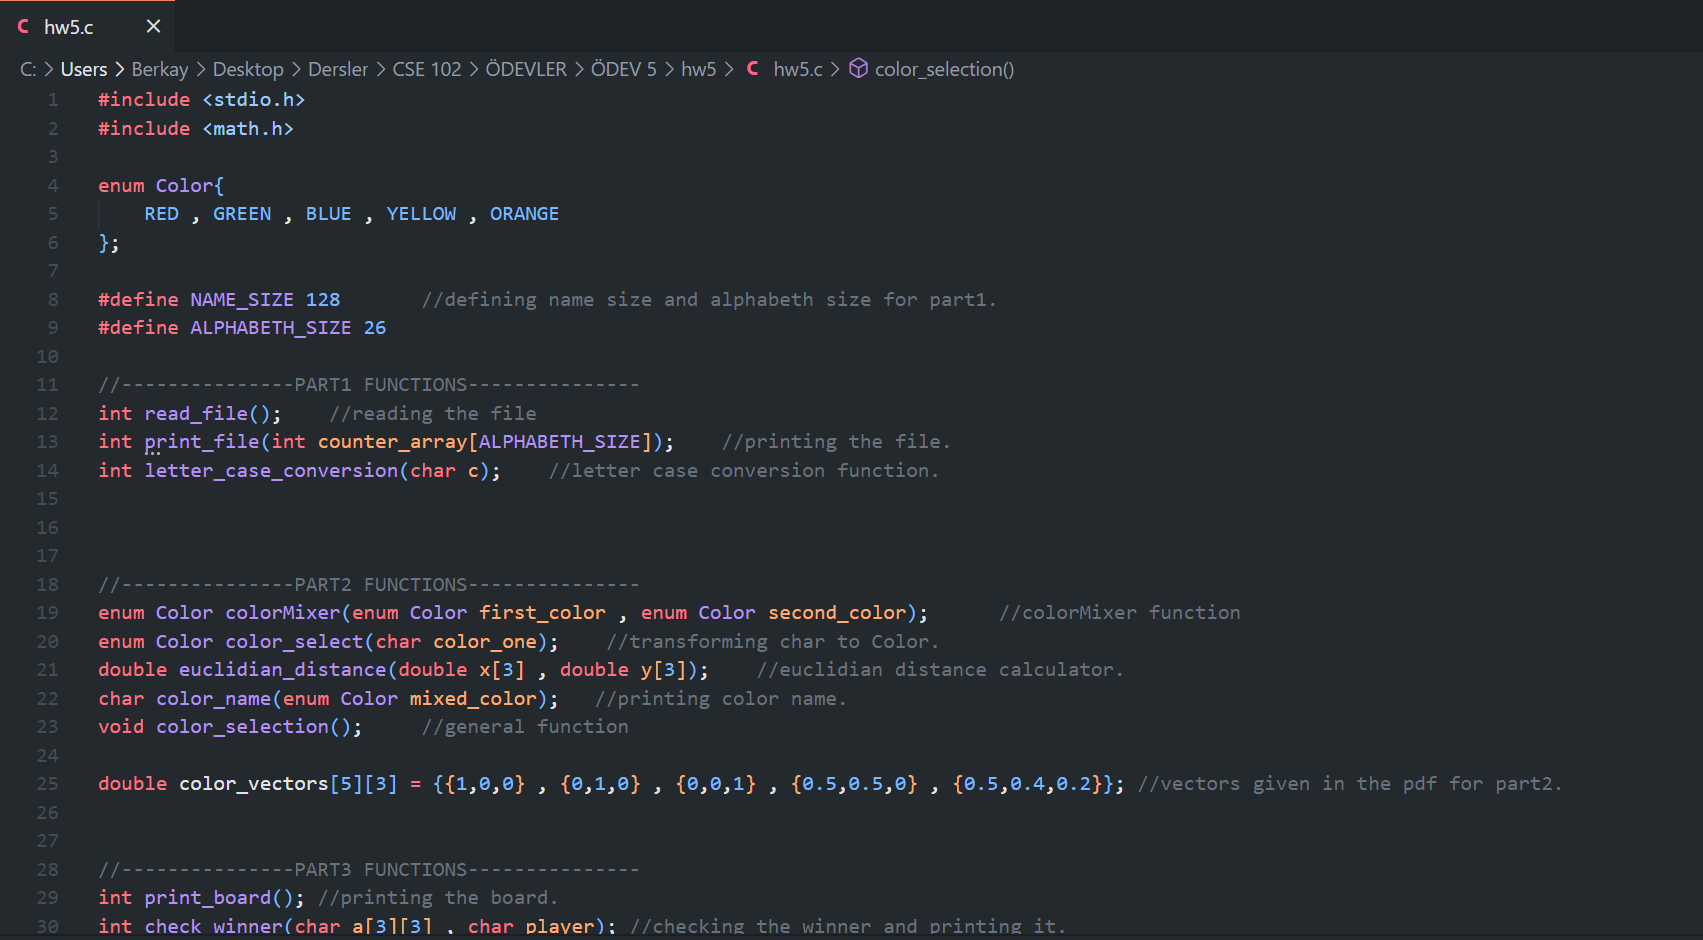 C hw5.c ×
C: > Users > Berkay > Desktop > Dersler > CSE 102 > ÖDEVLER > ÖDEV 5 > hw5 > C hw5.c > color_selection()
1 #include <stdio.h>
2 #include <math.h>
3
4 enum Color{
5     RED , GREEN , BLUE , YELLOW , ORANGE
6 };
7
8 #define NAME_SIZE 128       //defining name size and alphabeth size for part1.
9 #define ALPHABETH_SIZE 26
10
11 //---------------PART1 FUNCTIONS---------------
12 int read_file();    //reading the file
13 int print_file(int counter_array[ALPHABETH_SIZE]);    //printing the file.
14 int letter_case_conversion(char c);    //letter case conversion function.
15
16
17
18 //---------------PART2 FUNCTIONS---------------
19 enum Color colorMixer(enum Color first_color , enum Color second_color);      //colorMixer function
20 enum Color color_select(char color_one);    //transforming char to Color.
21 double euclidian_distance(double x[3] , double y[3]);    //euclidian distance calculator.
22 char color_name(enum Color mixed_color);   //printing color name.
23 void color_selection();     //general function
24
25 double color_vectors[5][3] = {{1,0,0} , {0,1,0} , {0,0,1} , {0.5,0.5,0} , {0.5,0.4,0.2}}; //vectors given in the pdf for part2.
26
27
28 //---------------PART3 FUNCTIONS---------------
29 int print_board(); //printing the board.
30 int check_winner(char a[3][3] , char player); //checking the winner and printing it.